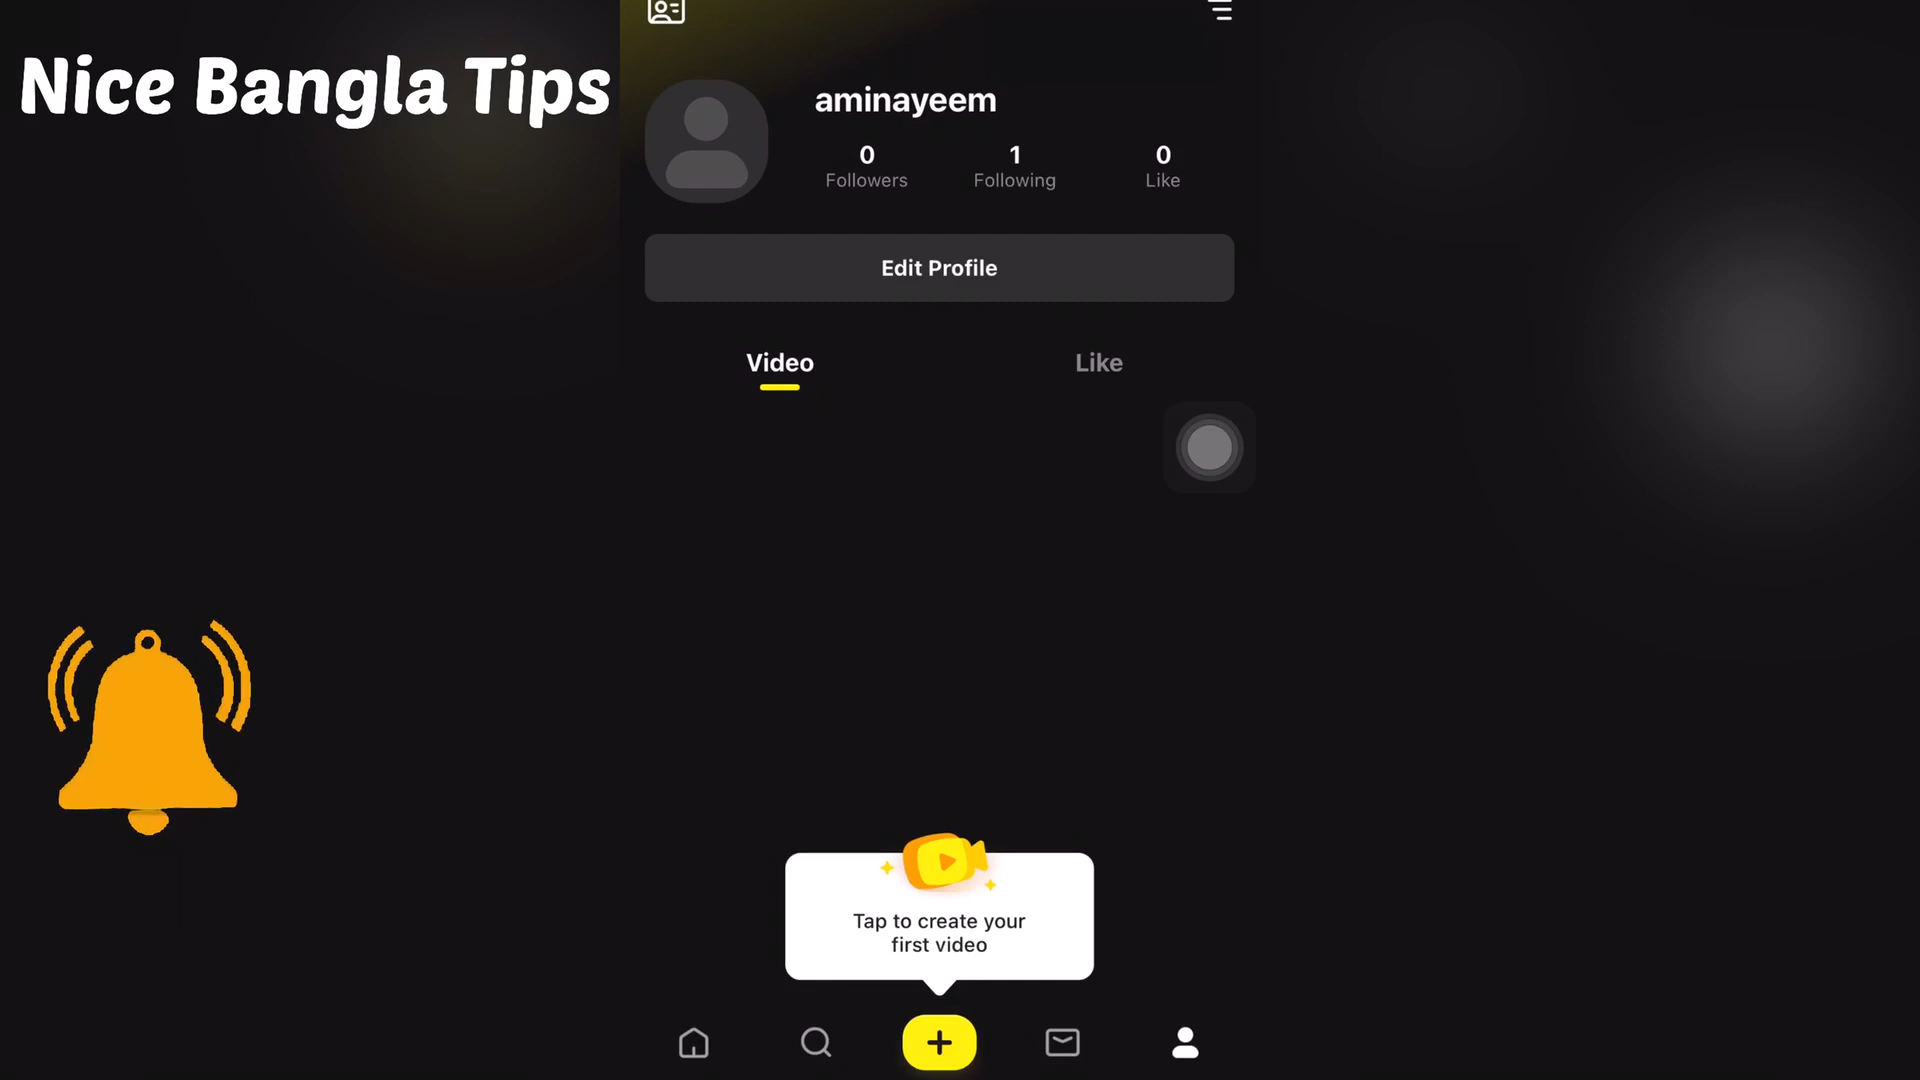 Nice Bangla Tips
aminayeem
0 1 0
Followers Following Like
Edit Profile
Video Like
Tap to create your
first video